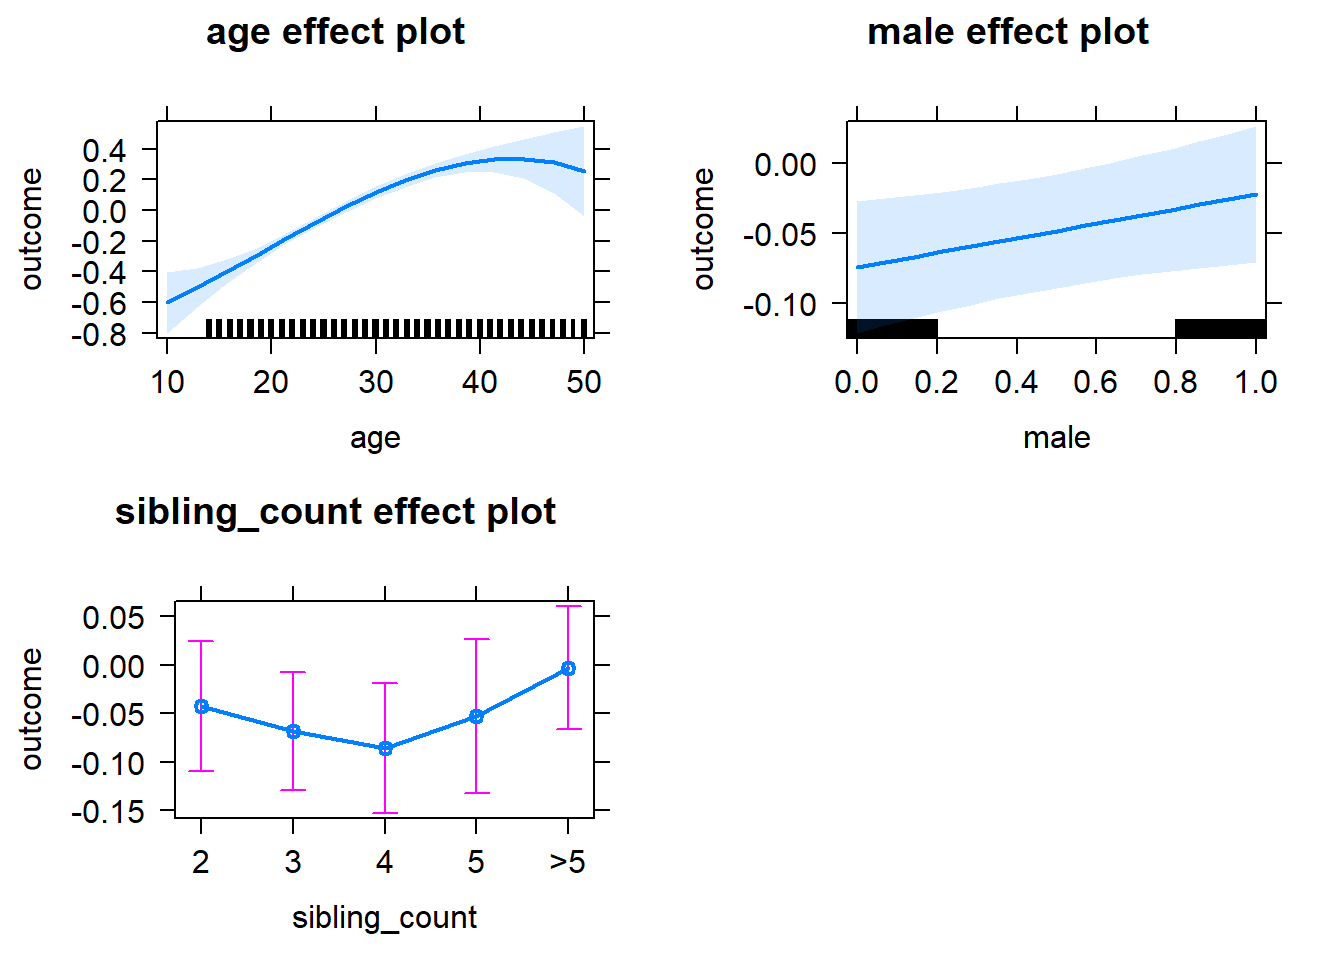 age effect plot
outcome
0.4
0.2
0.0
-0.2
-0.4
-0.6
-0.8
10 20 30 40 50
age
male effect plot
outcome
0.00
-0.05
-0.10
0.0 0.2 0.4 0.6 0.8 1.0
male
sibling_count effect plot
outcome
0.05
0.00
-0.05
-0.10
-0.15
2 3 4 5 >5
sibling_count